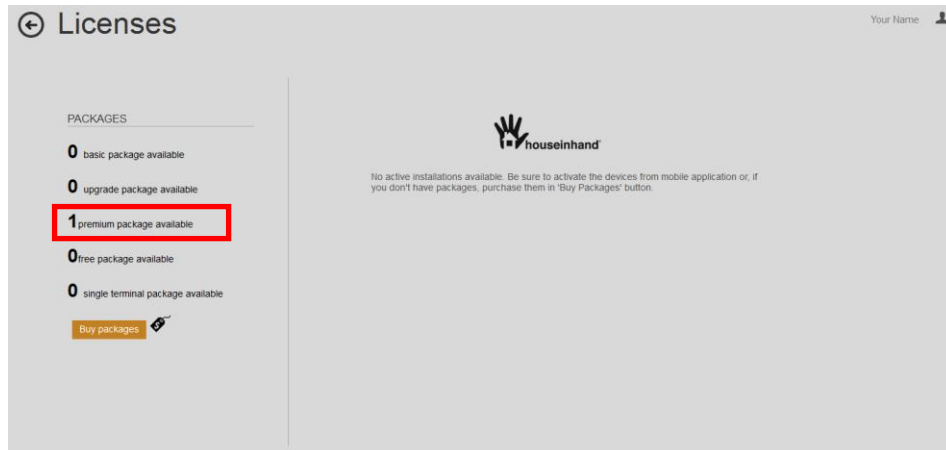 Licenses
Your Name
PACKAGES
0 basic package available
0 upgrade package available
1 premium package available
0 free package available
0 single terminal package available
Buy packages
houseinhand
No active installations available. Be sure to activate the devices from mobile application or, if
you don't have packages, purchase them in 'Buy Packages' button.